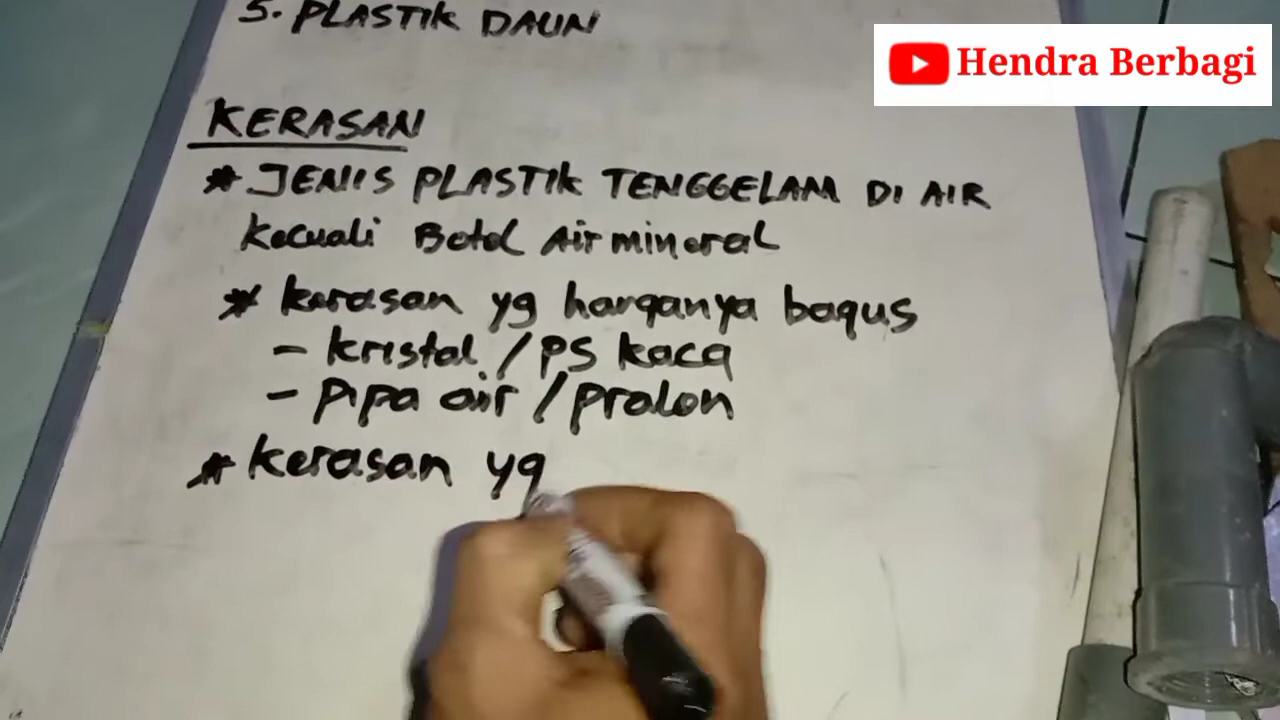 5. PLASTIK DAUN
Hendra Berbagi
KERASAN
* JENIS PLASTIK TENGGELAM DI AIR
kecuali Botol Air mineral
* kerasan yg harganya bagus
- kristal / PS kaca
- Pipa air / pralon
* kerasan yg